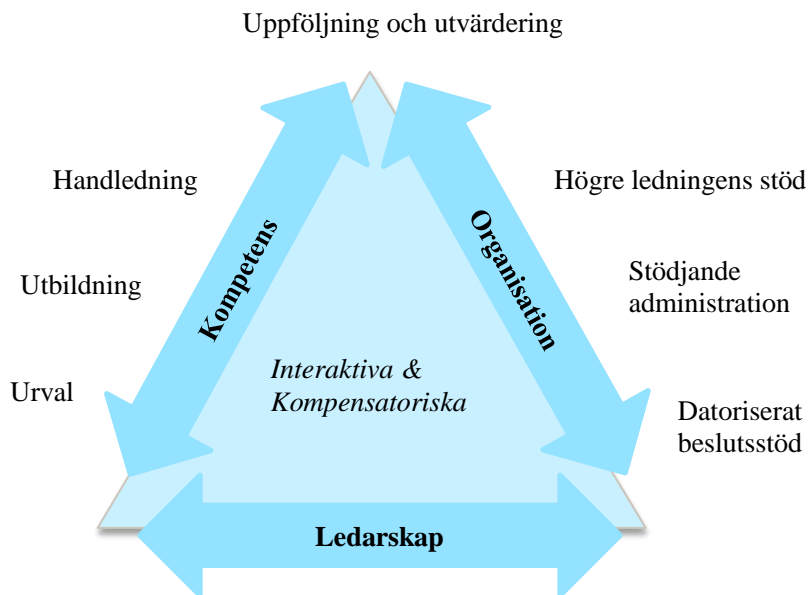 Uppföljning och utvärdering
Handledning
Högre ledningens stöd
Kompetens
Organisation
Utbildning
Stödjande
administration
Interaktiva &
Kompensatoriska
Urval
Datoriserat
beslutsstöd
Ledarskap